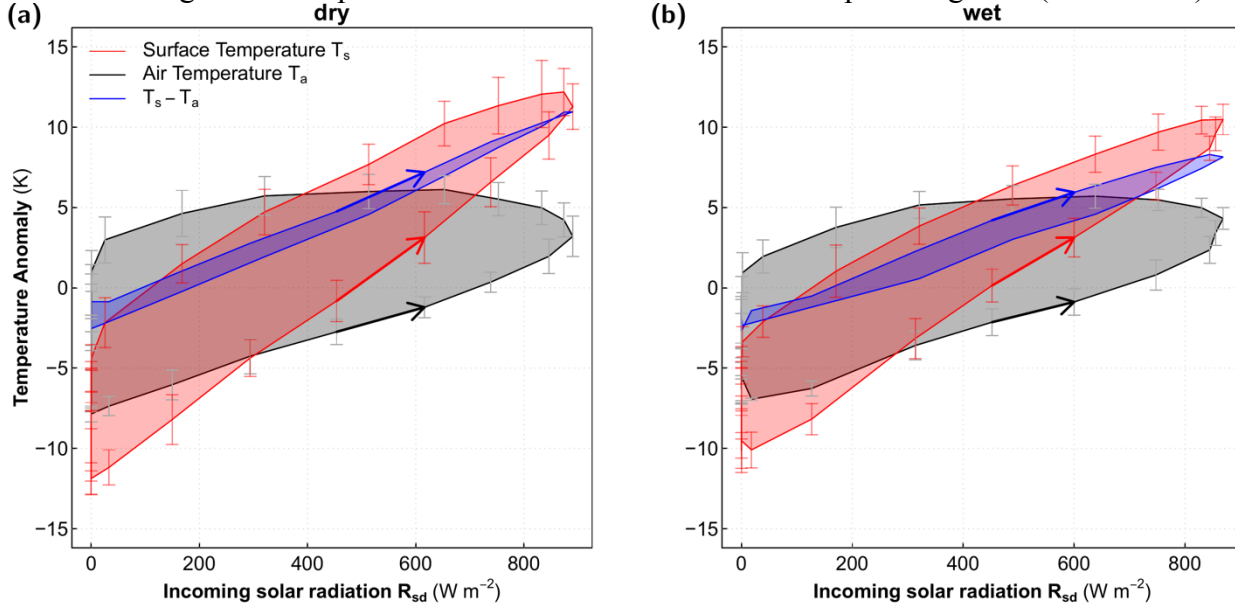 (a)
dry
Surface Temperature Ts
Air Temperature Ta
Ts − Ta
Temperature Anomaly (K)
15
10
5
0
−5
−10
−15
0 200 400 600 800
Incoming solar radiation Rsd (W m−2)
(b)
wet
15
10
5
0
−5
−10
−15
0 200 400 600 800
Incoming solar radiation Rsd (W m−2)